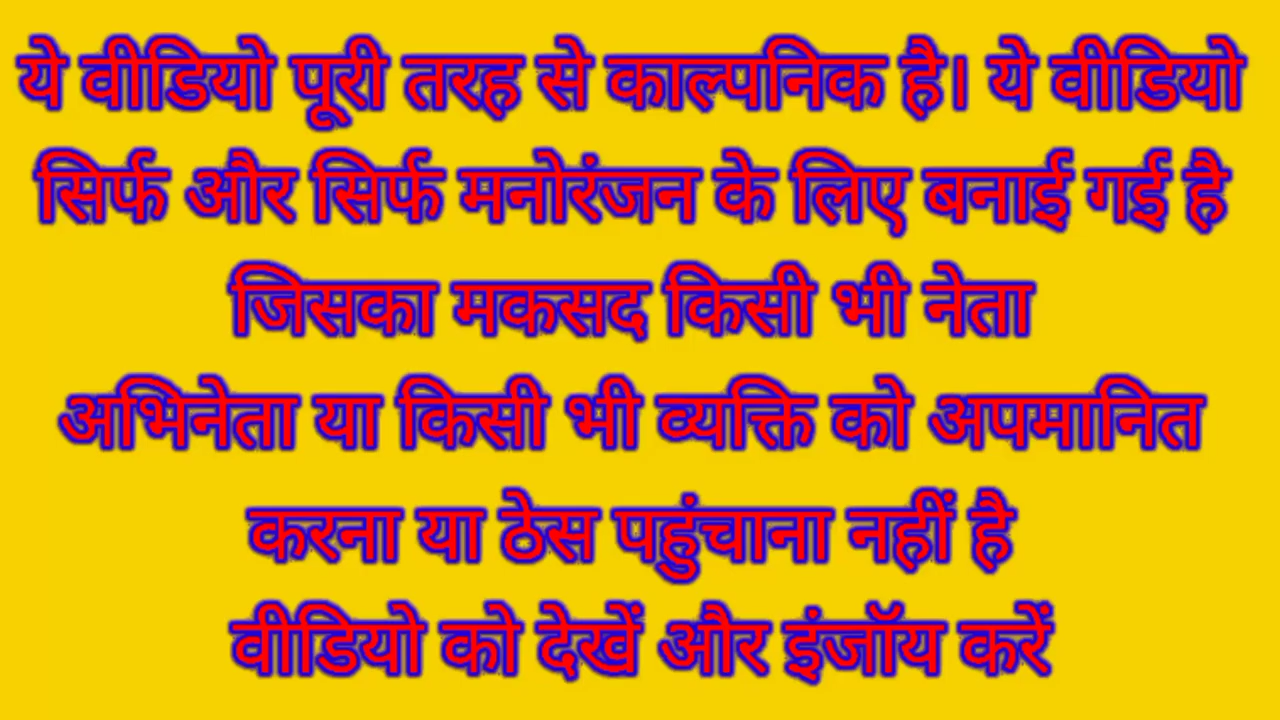 ये वीडियो पूरी तरह से काल्पनिक है। ये वीडियो
सिर्फ और सिर्फ मनोरंजन के लिए बनाई गई है
जिसका मकसद किसी भी नेता
अभिनेता या किसी भी व्यक्ति को अपमानित
करना या ठेस पहुंचाना नहीं है
वीडियो को देखें और इंजॉय करें